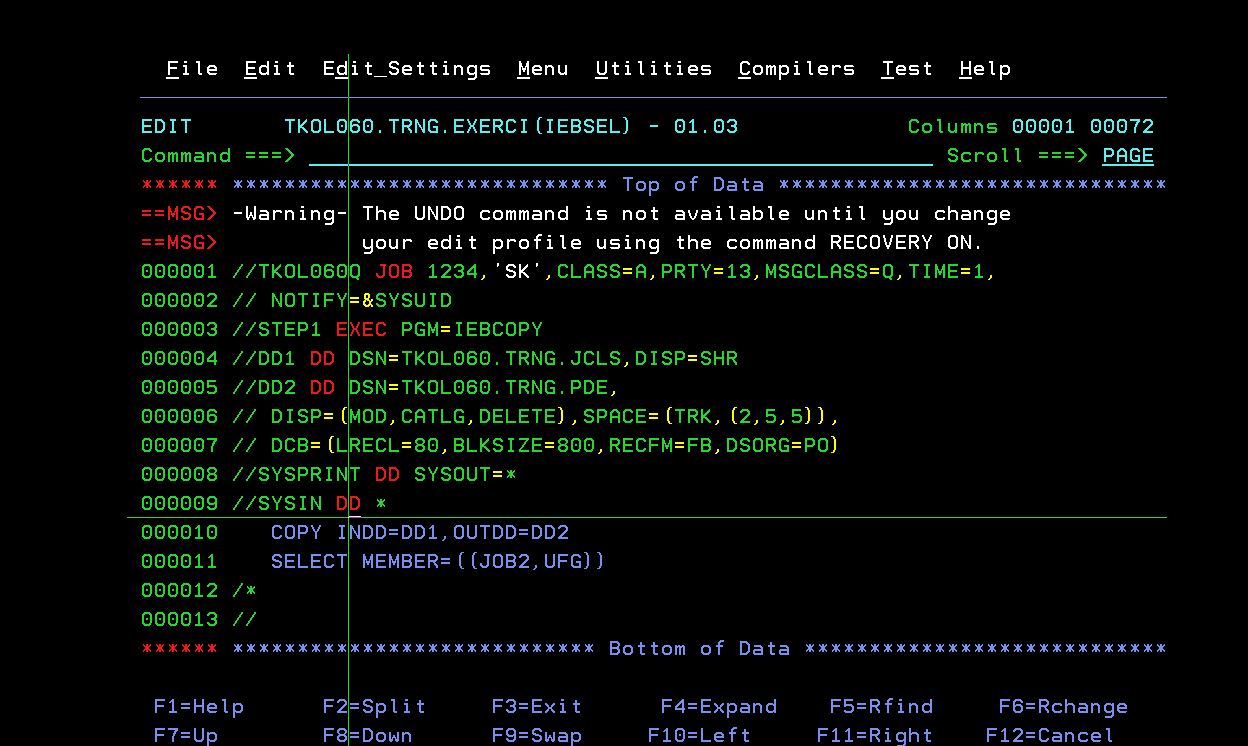 File  Edit  Edit_Settings  Menu  Utilities  Compilers  Test  Help
EDIT       TKOL060.TRNG.EXERCI(IEBSEL) - 01.03             Columns 00001 00072
Command ===>                                                  Scroll ===> PAGE
****** ***************************** Top of Data ******************************
==MSG> -Warning- The UNDO command is not available until you change
==MSG>           your edit profile using the command RECOVERY ON.
000001 //TKOL060Q JOB 1234,'SK',CLASS=A,PRTY=13,MSGCLASS=Q,TIME=1,
000002 // NOTIFY=&SYSUID
000003 //STEP1 EXEC PGM=IEBCOPY
000004 //DD1 DD DSN=TKOL060.TRNG.JCLS,DISP=SHR
000005 //DD2 DD DSN=TKOL060.TRNG.PDE,
000006 // DISP=(MOD,CATLG,DELETE),SPACE=(TRK,(2,5,5)),
000007 // DCB=(LRECL=80,BLKSIZE=800,RECFM=FB,DSORG=PO)
000008 //SYSPRINT DD SYSOUT=*
000009 //SYSIN DD *
000010    COPY INDD=DD1,OUTDD=DD2
000011    SELECT MEMBER=((JOB2,UFG))
000012 /*
000013 //
****** **************************** Bottom of Data ****************************
F1=Help      F2=Split     F3=Exit      F4=Expand    F5=Rfind     F6=Rchange
F7=Up        F8=Down      F9=Swap     F10=Left     F11=Right    F12=Cancel